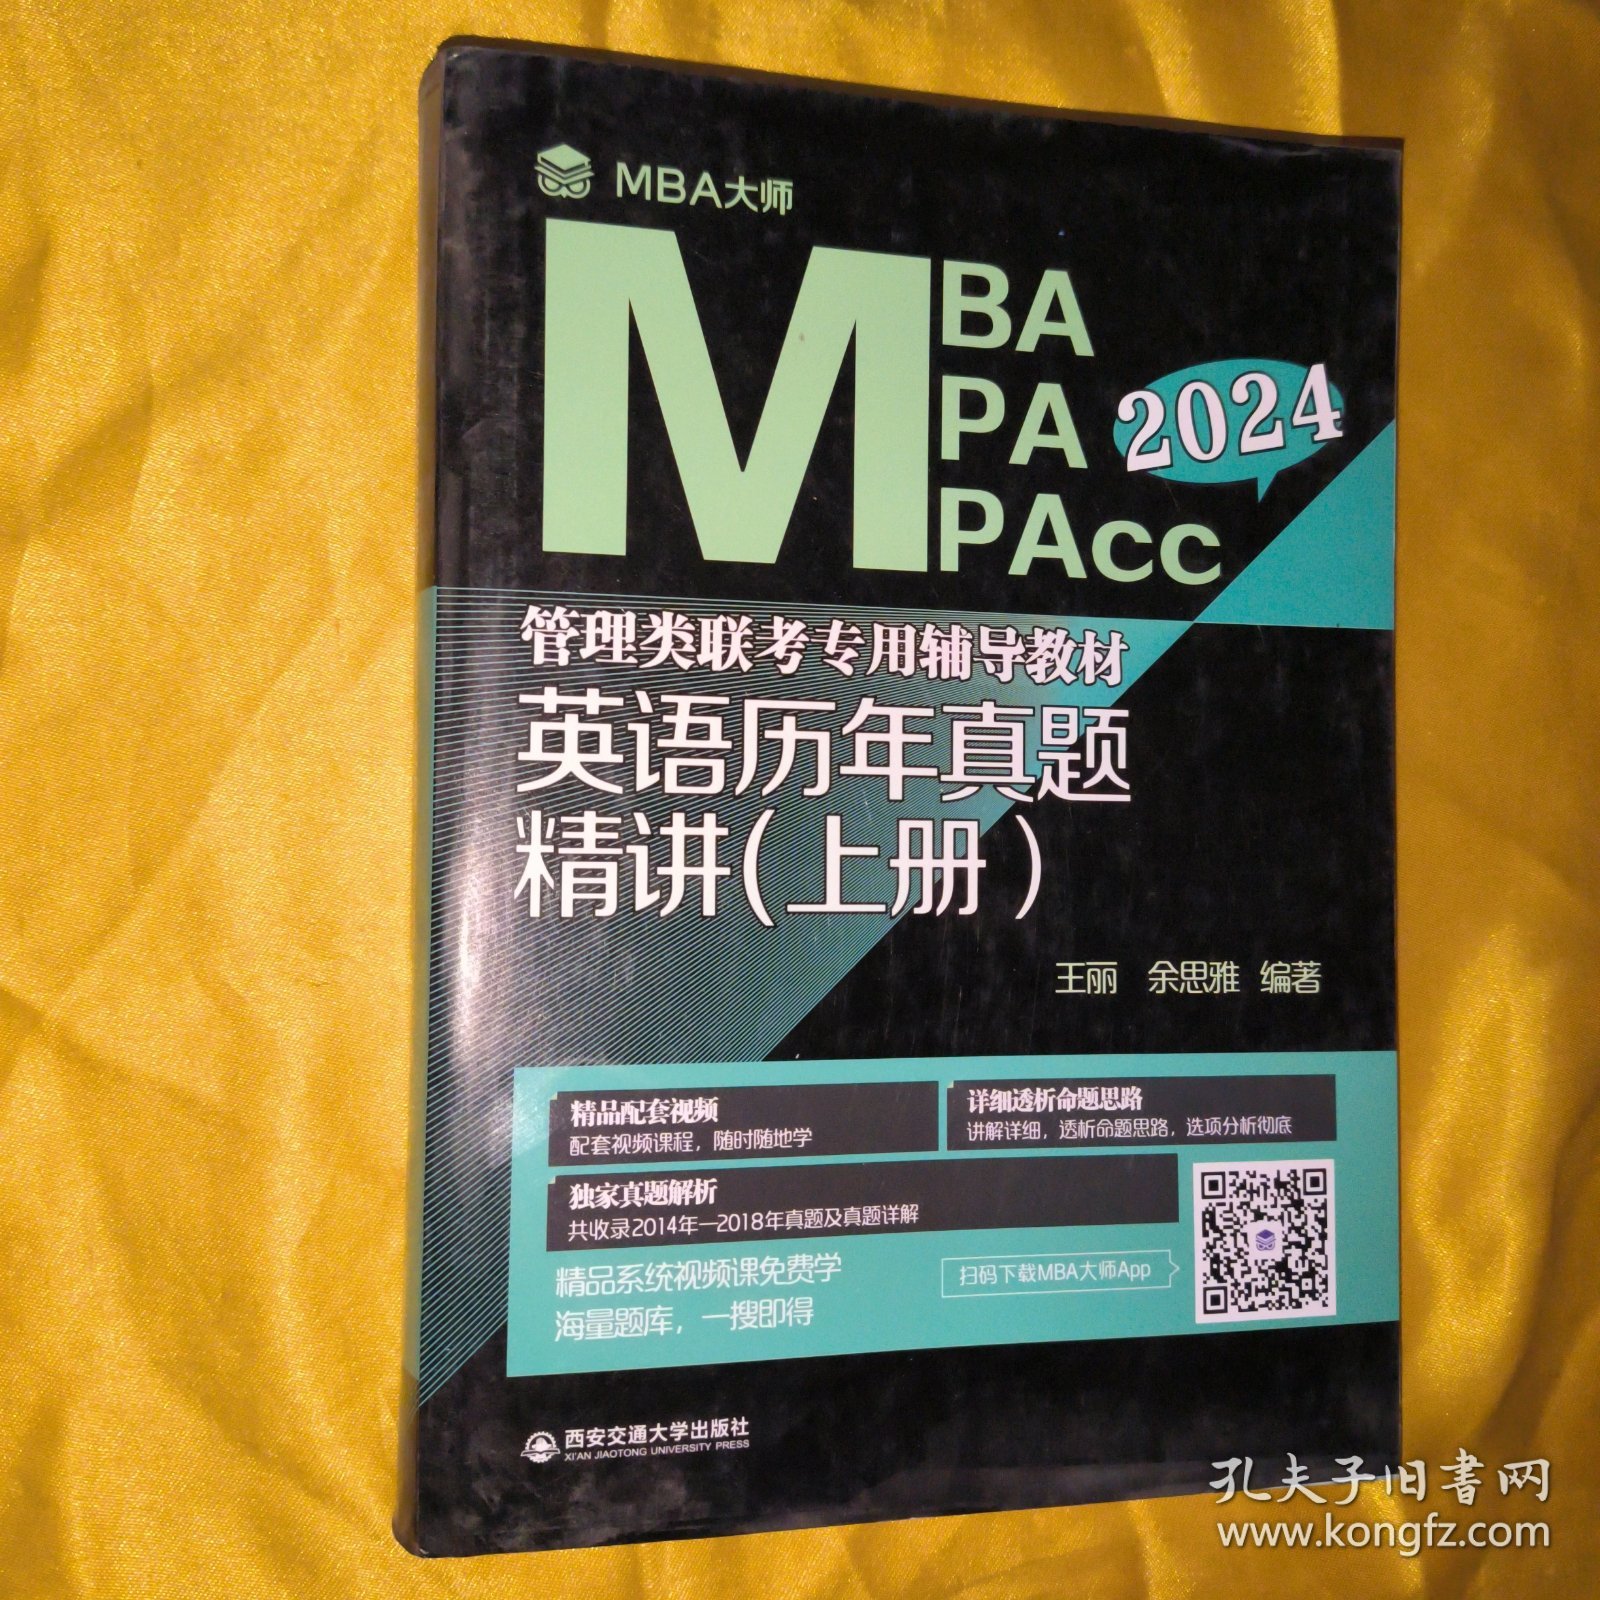 MBA大师
MBA
PA
PAcc
2024
管理类联考专用辅导教材
英语历年真题
精讲(上册)
王丽 余思雅 编著
精品配套视频
配套视频课程，随时随地学
详细透析命题思路
讲解详细，透析命题思路，选项分析彻底
独家真题解析
共收录2014年—2018年真题及真题详解
精品系统视频课免费学
海量题库，一搜即得
扫码下载MBA大师App
西安交通大学出版社
XI'AN JIAOTONG UNIVERSITY PRESS
孔夫子旧书网
www.kongfz.com